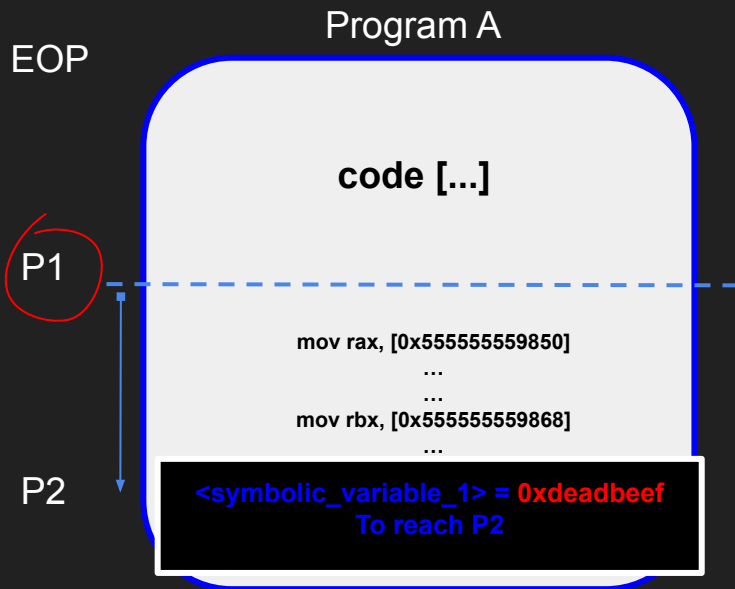 Program A
EOP
code [...]
P1
mov rax, [0x555555559850]
...
...
mov rbx, [0x555555559868]
...
P2
<symbolic_variable_1> = 0xdeadbeef
To reach P2